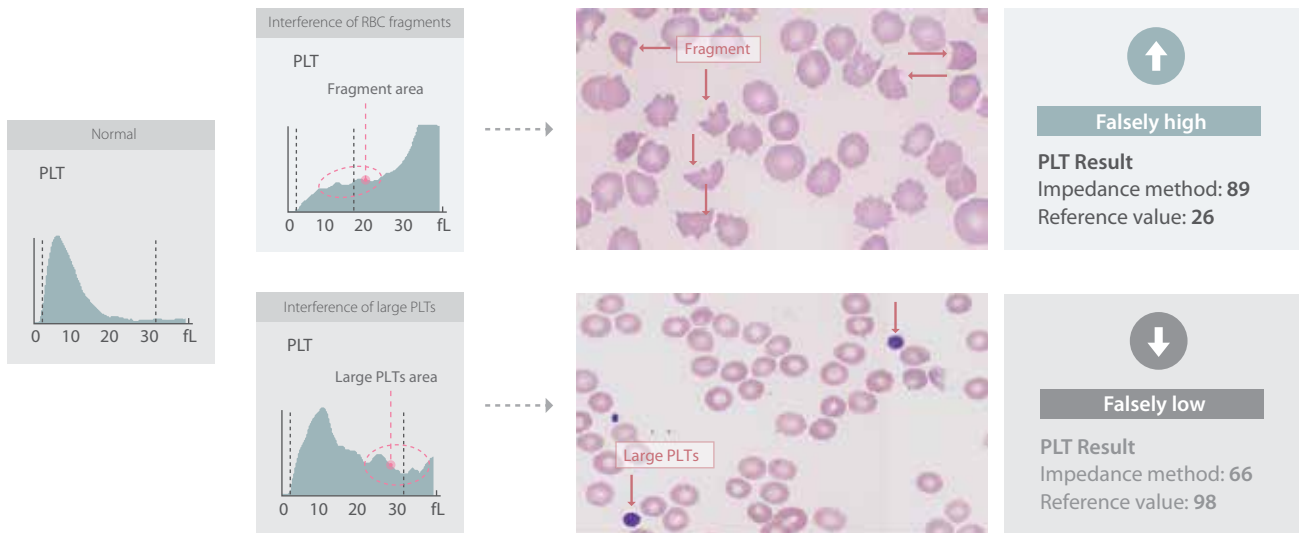 Normal
PLT
0 10 20 30 fL
Interference of RBC fragments
PLT
Fragment area
0 10 20 30 fL
Fragment
Falsely high
PLT Result
Impedance method: 89
Reference value: 26
Interference of large PLTs
PLT
Large PLTs area
0 10 20 30 fL
Large PLTs
Falsely low
PLT Result
Impedance method: 66
Reference value: 98